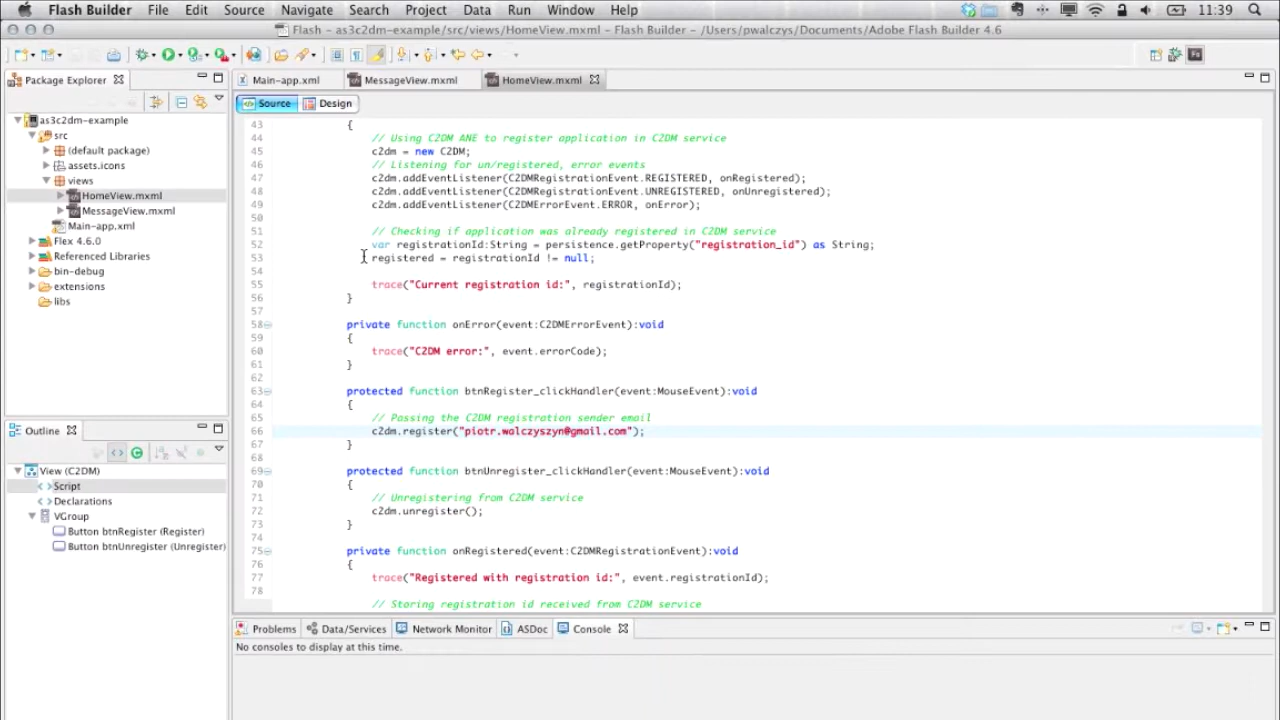 Flash Builder File Edit Source Navigate Search Project Data Run Window Help 11:39
Flash – as3c2dm-example/src/views/HomeView.mxml – Flash Builder – /Users/pwalczys/Documents/Adobe Flash Builder 4.6
Package Explorer
as3c2dm-example
src
(default package)
assets.icons
views
HomeView.mxml
MessageView.mxml
Main-app.xml
Flex 4.6.0
Referenced Libraries
bin-debug
extensions
libs
Outline
View (C2DM)
Script
Declarations
VGroup
Button btnRegister (Register)
Button btnUnregister (Unregister)
Main-app.xml MessageView.mxml HomeView.mxml
Source Design
43 {
44 // Using C2DM ANE to register application in C2DM service
45 c2dm = new C2DM;
46 // Listening for un/registered, error events
47 c2dm.addEventListener(C2DMRegistrationEvent.REGISTERED, onRegistered);
48 c2dm.addEventListener(C2DMRegistrationEvent.UNREGISTERED, onUnregistered);
49 c2dm.addEventListener(C2DMErrorEvent.ERROR, onError);
50
51 // Checking if application was already registered in C2DM service
52 var registrationId:String = persistence.getProperty("registration_id") as String;
53 registered = registrationId != null;
54
55 trace("Current registration id:", registrationId);
56 }
57
58 private function onError(event:C2DMErrorEvent):void
59 {
60 trace("C2DM error:", event.errorCode);
61 }
62
63 protected function btnRegister_clickHandler(event:MouseEvent):void
64 {
65 // Passing the C2DM registration sender email
66 c2dm.register("piotr.walczyszyn@gmail.com");
67 }
68
69 protected function btnUnregister_clickHandler(event:MouseEvent):void
70 {
71 // Unregistering from C2DM service
72 c2dm.unregister();
73 }
74
75 private function onRegistered(event:C2DMRegistrationEvent):void
76 {
77 trace("Registered with registration id:", event.registrationId);
78
// Storing registration id received from C2DM service
Problems Data/Services Network Monitor ASDoc Console
No consoles to display at this time.